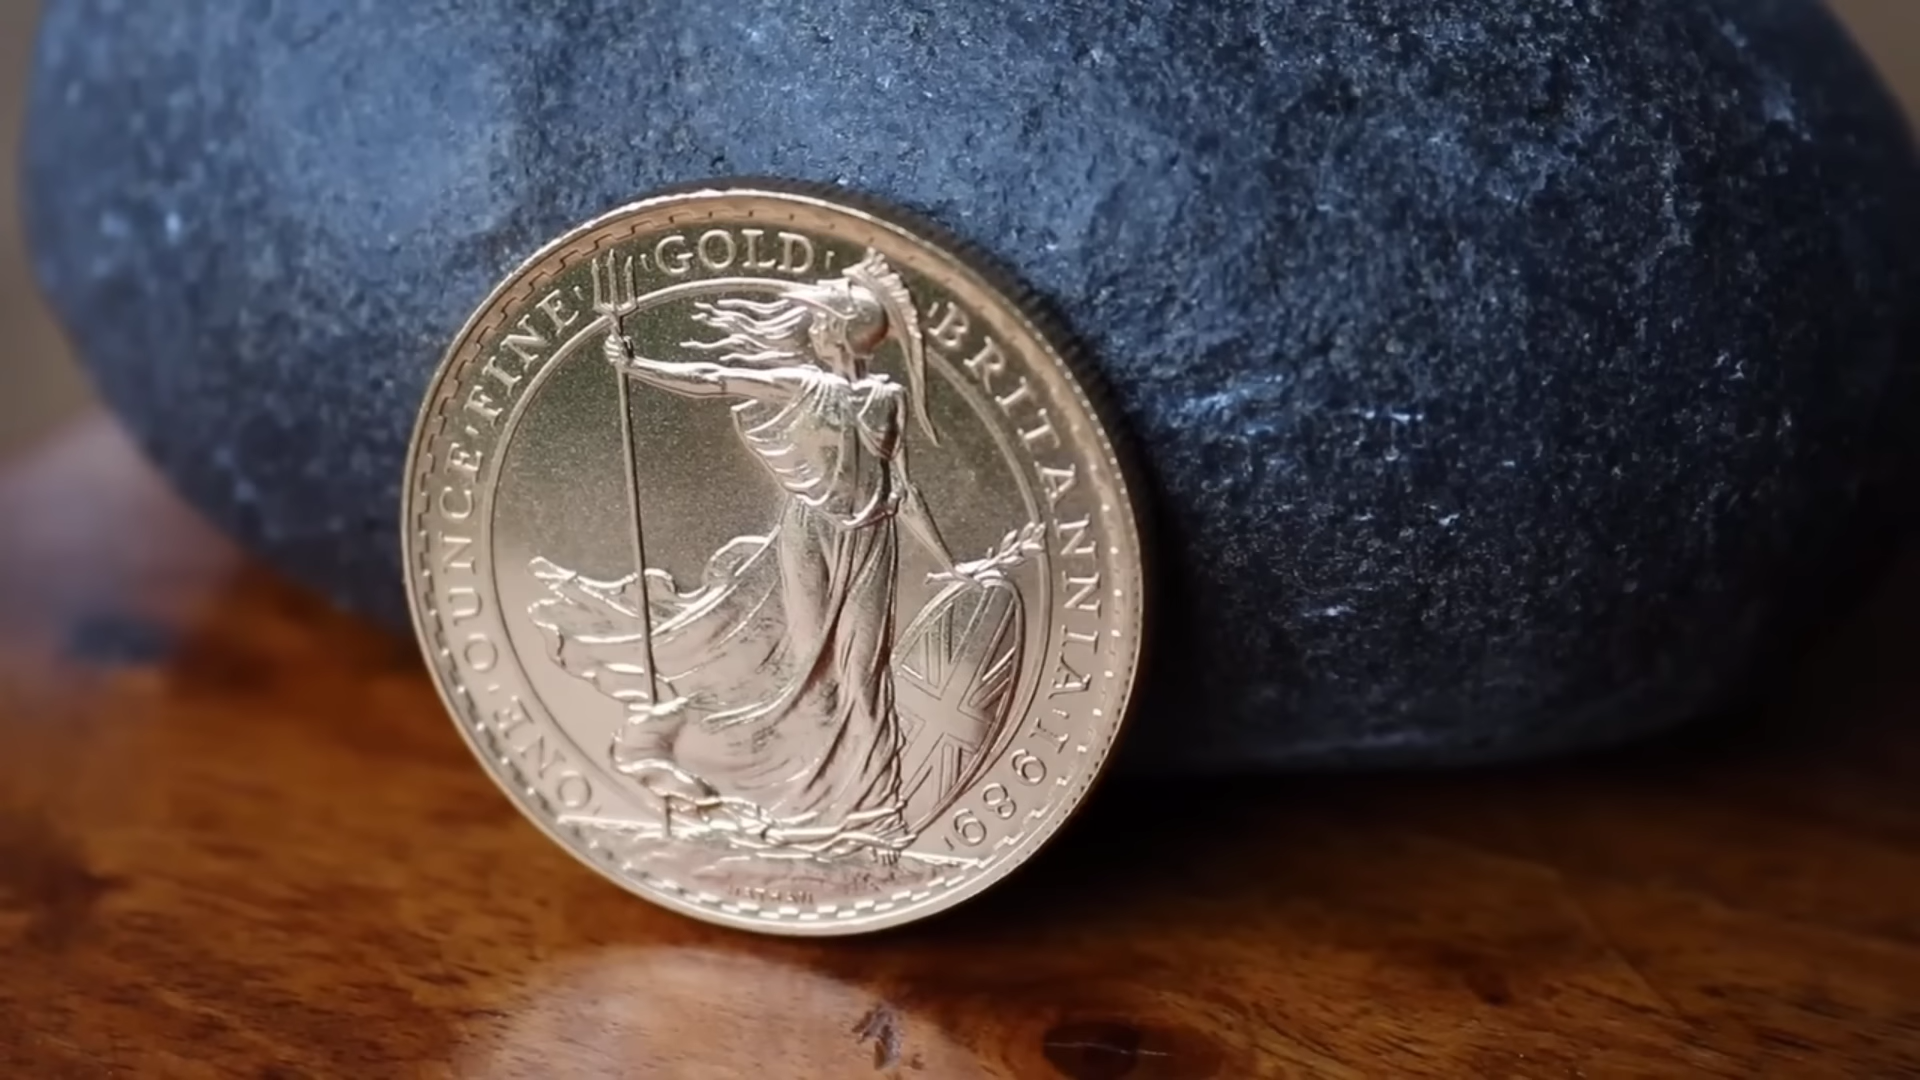 ONE · OUNCE · FINE · GOLD · BRITANNIA · 1989 ·